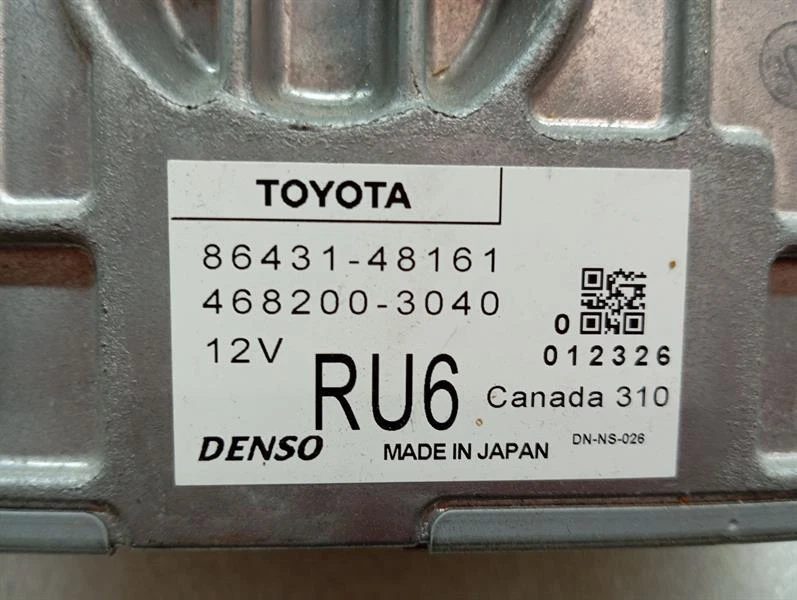 TOYOTA
86431-48161
468200-3040
12V
0
012326
RU6
Canada 310
DENSO
MADE IN JAPAN
DN-NS-026